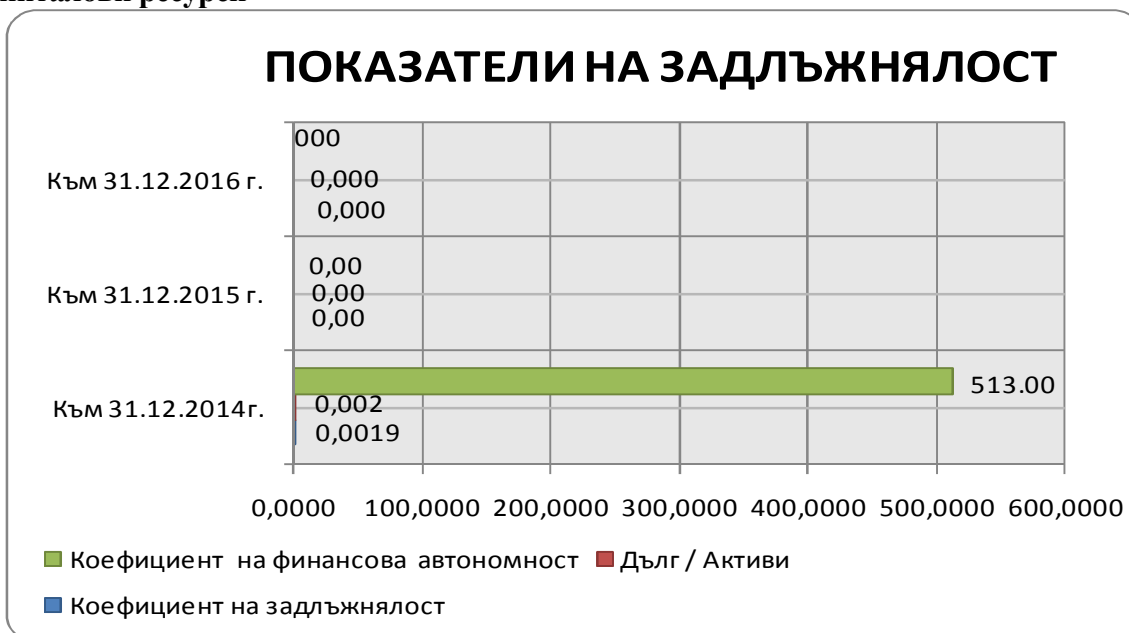 ПОКАЗАТЕЛИ НА ЗАДЛЪЖНЯЛОСТ
000
Към 31.12.2016 г.
0,000
0,000
0,00
Към 31.12.2015 г.
0,00
0,00
513.00
Към 31.12.2014г.
0,002
0,0019
0,0000 100,0000 200,0000 300,0000 400,0000 500,0000 600,0000
Коефициент на финансова автономност Дълг / Активи
Коефициент на задлъжнялост